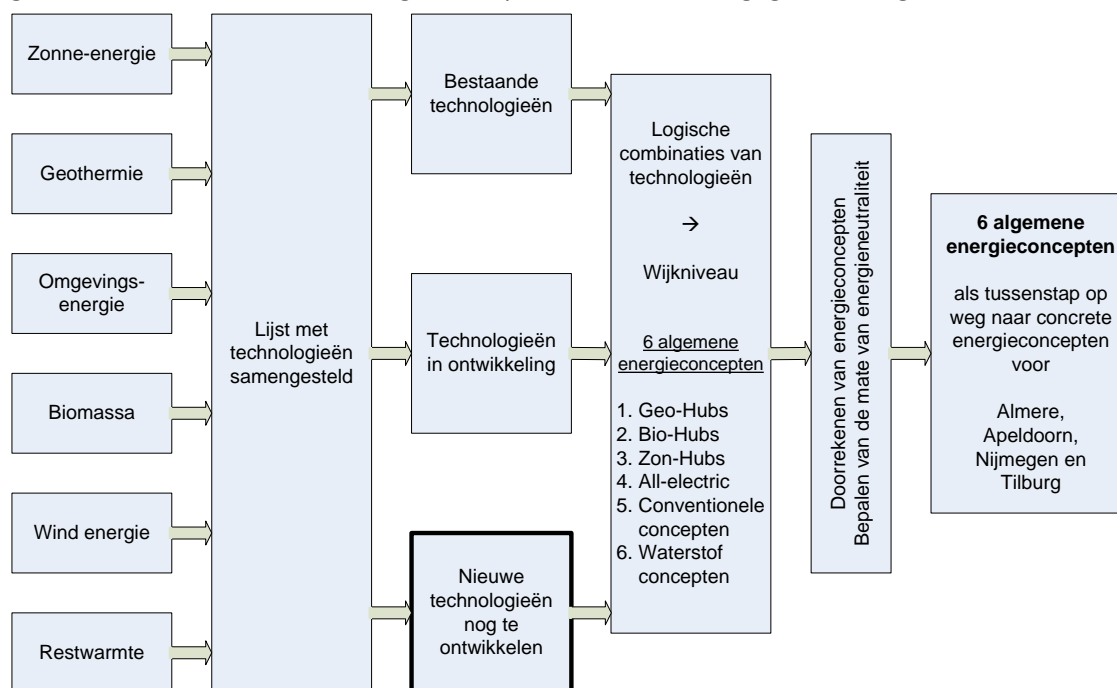 Zonne-energie
Geothermie
Omgevings-
energie
Biomassa
Wind energie
Restwarmte
Lijst met
technologieën
samengesteld
Bestaande
technologieën
Technologieën
in ontwikkeling
Nieuwe
technologieën
nog te
ontwikkelen
Logische
combinaties van
technologieën
→
Wijkniveau
6 algemene
energieconcepten
1. Geo-Hubs
2. Bio-Hubs
3. Zon-Hubs
4. All-electric
5. Conventionele
concepten
6. Waterstof
concepten
Doorrekenen van energieconcepten
Bepalen van de mate van energieneutraliteit
6 algemene
energieconcepten
als tussenstap op
weg naar concrete
energieconcepten
voor
Almere,
Apeldoorn,
Nijmegen en
Tilburg